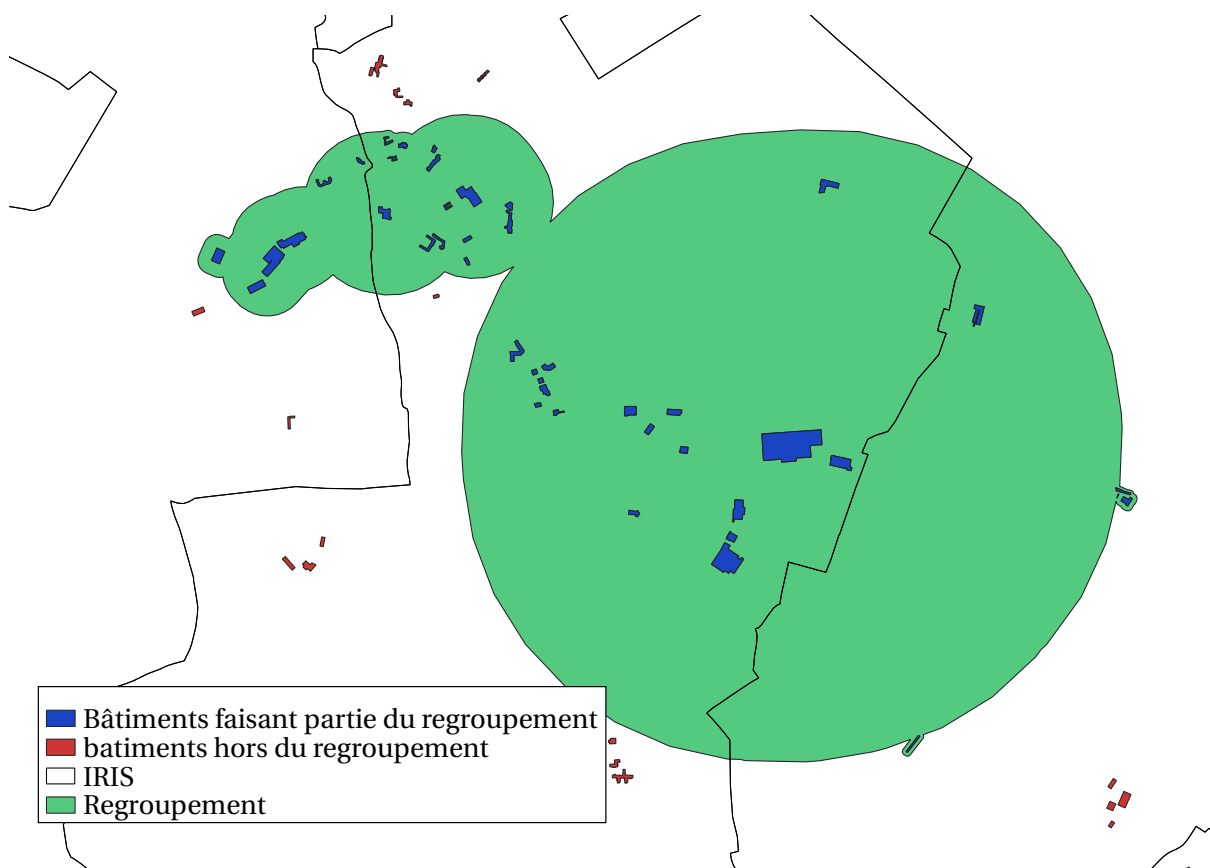 Bâtiments faisant partie du regroupement
batiments hors du regroupement
IRIS
Regroupement